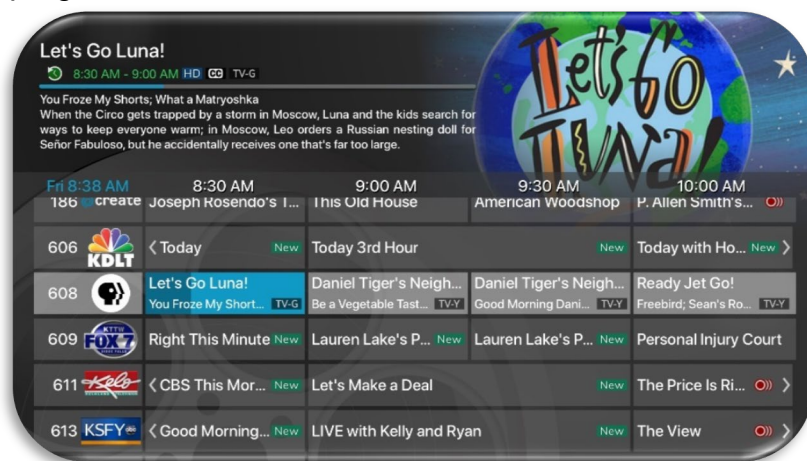 Let's Go Luna!
8:30 AM - 9:00 AM HD CC TV-G
You Froze My Shorts; What a Matryoshka
When the Circo gets trapped by a storm in Moscow, Luna and the kids search for
ways to keep everyone warm; in Moscow, Leo orders a Russian nesting doll for
Señor Fabuloso, but he accidentally receives one that's far too large.
Let's GO LUNA!
Fri 8:38 AM 8:30 AM 9:00 AM 9:30 AM 10:00 AM
186 create Joseph Rosendo's T... This Old House American Woodshop P. Allen Smith's...
606 KDLT Today New Today 3rd Hour New Today with Ho... New
608 Let's Go Luna! Daniel Tiger's Neigh... Daniel Tiger's Neigh... Ready Jet Go!
You Froze My Short... TV-G Be a Vegetable Tast... TV-Y Good Morning Dani... TV-Y Freebird; Sean's Ro... TV-Y
609 KTTW FOX 7 Right This Minute New Lauren Lake's P... New Lauren Lake's P... New Personal Injury Court
611 Kelo CBS This Mor... New Let's Make a Deal New The Price Is Ri...
613 KSFY Good Morning... New LIVE with Kelly and Ryan New The View